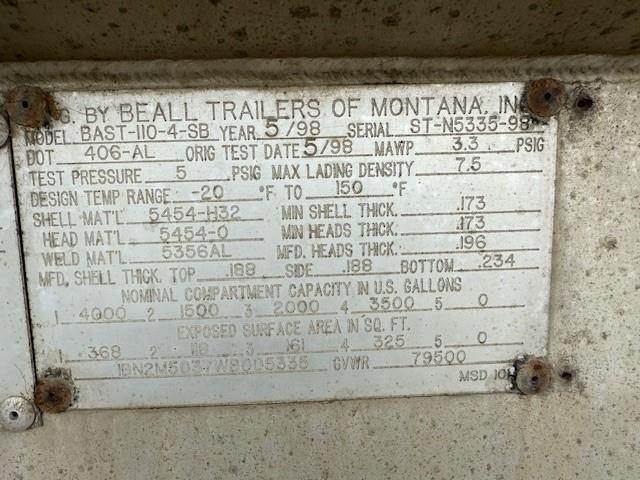 BY BEALL TRAILERS OF MONTANA, IN
MODEL BAST-110-4-SB YEAR 5/98 SERIAL ST-N5335-98
DOT 406-AL ORIG TEST DATE 5/98 MAWP 3.3 PSIG
TEST PRESSURE 5 PSIG MAX LADING DENSITY 7.5
DESIGN TEMP RANGE -20 °F TO 150 °F
SHELL MAT'L 5454-H32 MIN SHELL THICK. .173
HEAD MAT'L 5454-0 MIN HEADS THICK. .173
WELD MAT'L 5356AL MFD. HEADS THICK. .196
MFD. SHELL THICK. TOP .188 SIDE .188 BOTTOM .234
NOMINAL COMPARTMENT CAPACITY IN U.S. GALLONS
1 4000 2 1500 3 2000 4 3500 5 0
EXPOSED SURFACE AREA IN SQ. FT.
1 368 2 118 3 161 4 325 5 0
GVWR 79500
MSD